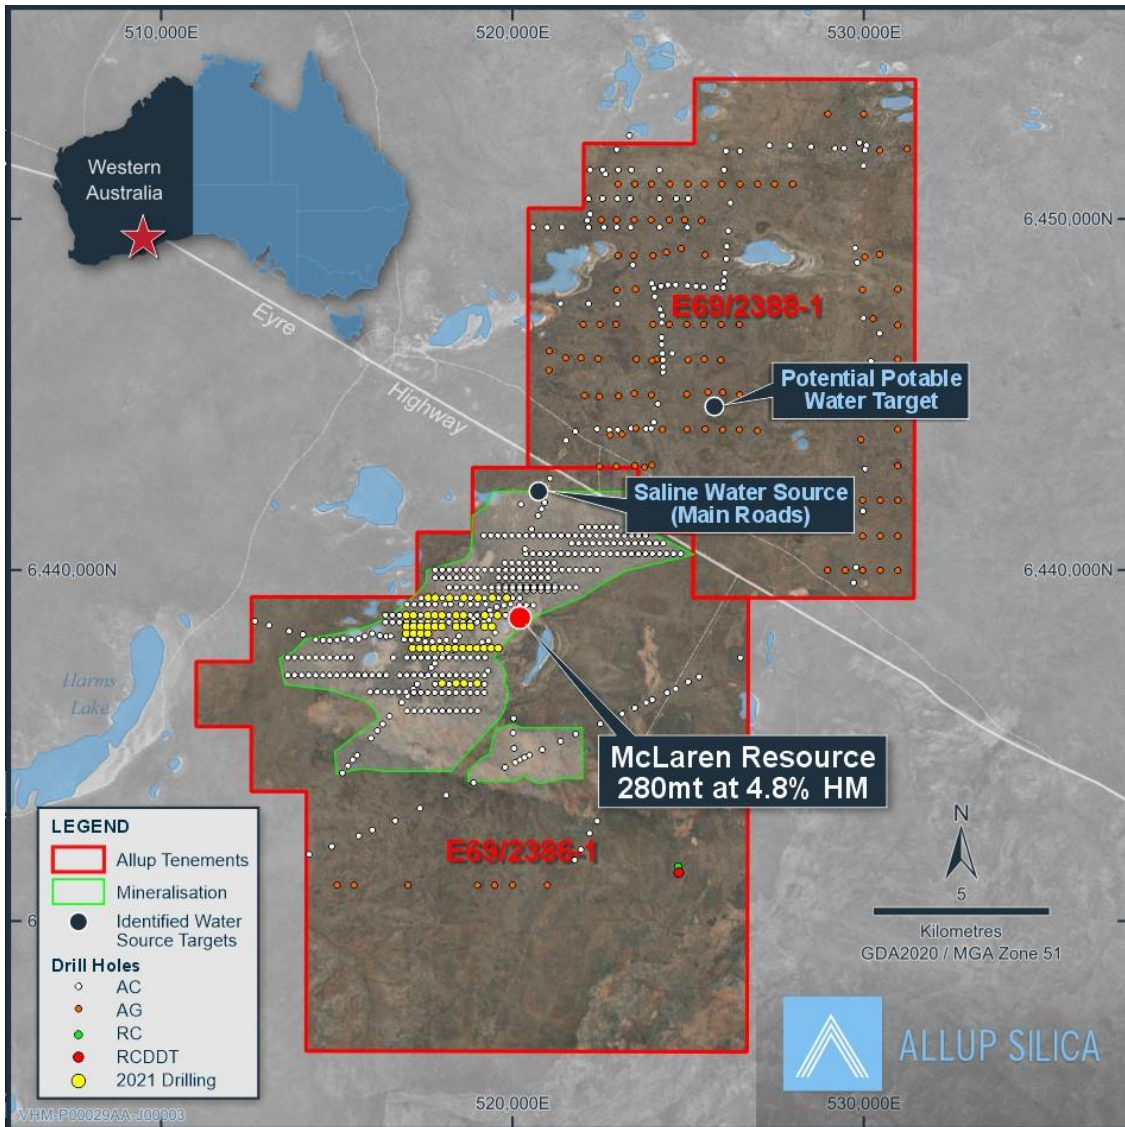 510,000E
520,000E
530,000E
Western
Australia
6,450,000N
Eyre
Highway
E69/2388-1
Potential Potable
Water Target
Saline Water Source
(Main Roads)
6,440,000N
6,440,000N
Harms
Lake
McLaren Resource
280mt at 4.8% HM
E69/2386-1
LEGEND
Allup Tenements
Mineralisation
Identified Water
Source Targets
Drill Holes
AC
AG
RC
RCDDT
2021 Drilling
N
5
Kilometres
GDA2020 / MGA Zone 51
ALLUP SILICA
VHM-P00029AA-J00003
520,000E
530,000E